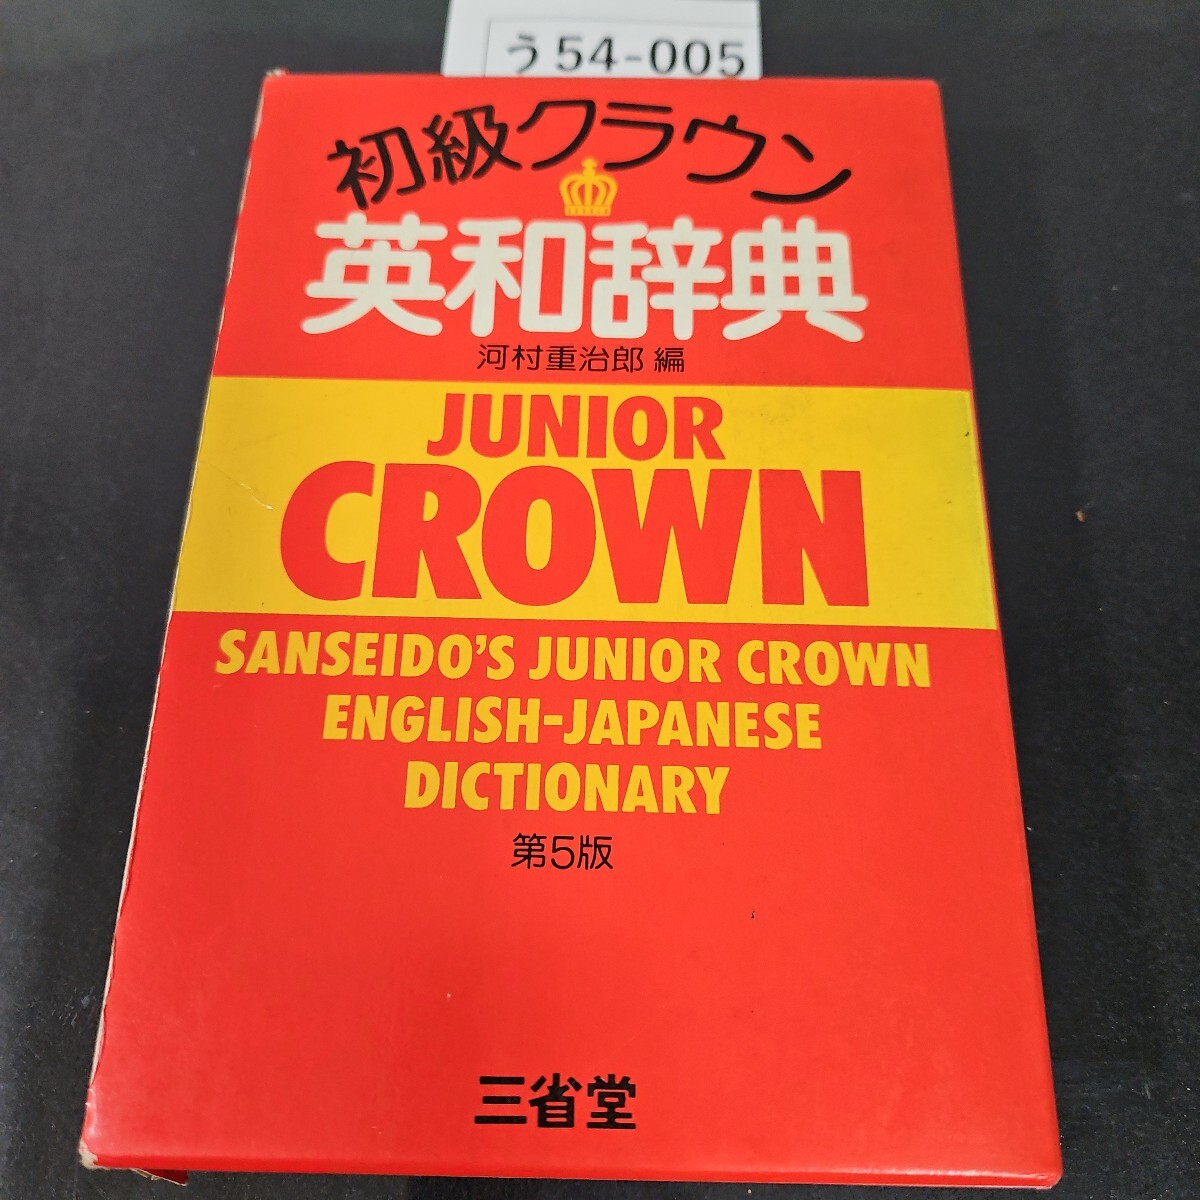 う54-005
初級クラウン
英和辞典
河村重治郎 編
JUNIOR
CROWN
SANSEIDO'S JUNIOR CROWN
ENGLISH-JAPANESE
DICTIONARY
第5版
三省堂